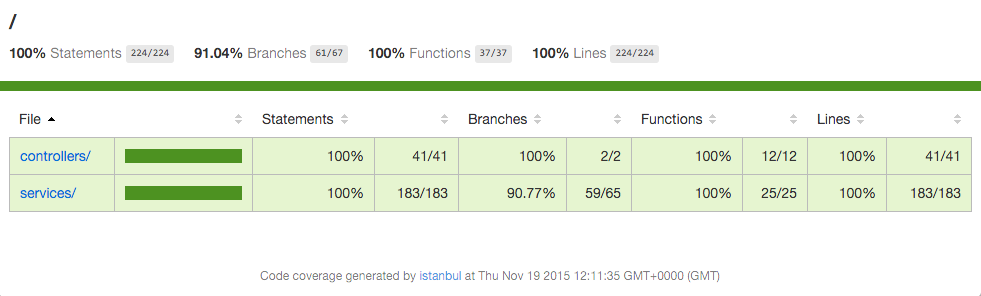 /
100% Statements 224/224 91.04% Branches 61/67 100% Functions 37/37 100% Lines 224/224
File Statements Branches Functions Lines
controllers/ 100% 41/41 100% 2/2 100% 12/12 100% 41/41
services/ 100% 183/183 90.77% 59/65 100% 25/25 100% 183/183
Code coverage generated by istanbul at Thu Nov 19 2015 12:11:35 GMT+0000 (GMT)